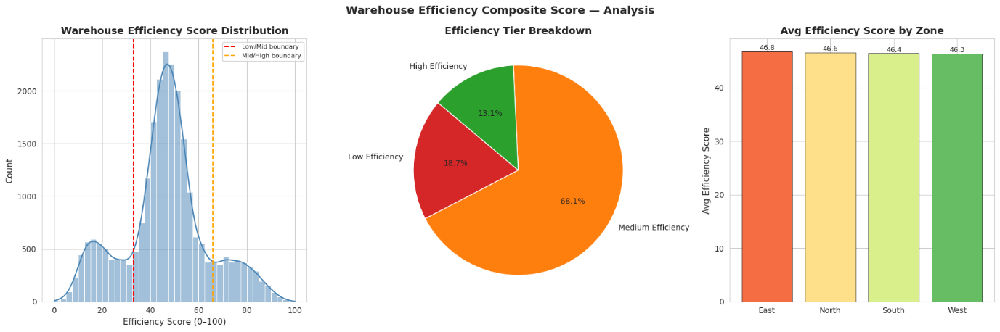 Warehouse Efficiency Composite Score — Analysis
Warehouse Efficiency Score Distribution
Low/Mid boundary
Mid/High boundary
Count
2000
1500
1000
500
0
0 20 40 60 80 100
Efficiency Score (0–100)
Efficiency Tier Breakdown
High Efficiency
13.1%
Low Efficiency
18.7%
68.1%
Medium Efficiency
Avg Efficiency Score by Zone
Avg Efficiency Score
40
30
20
10
0
46.8 46.6 46.4 46.3
East North South West